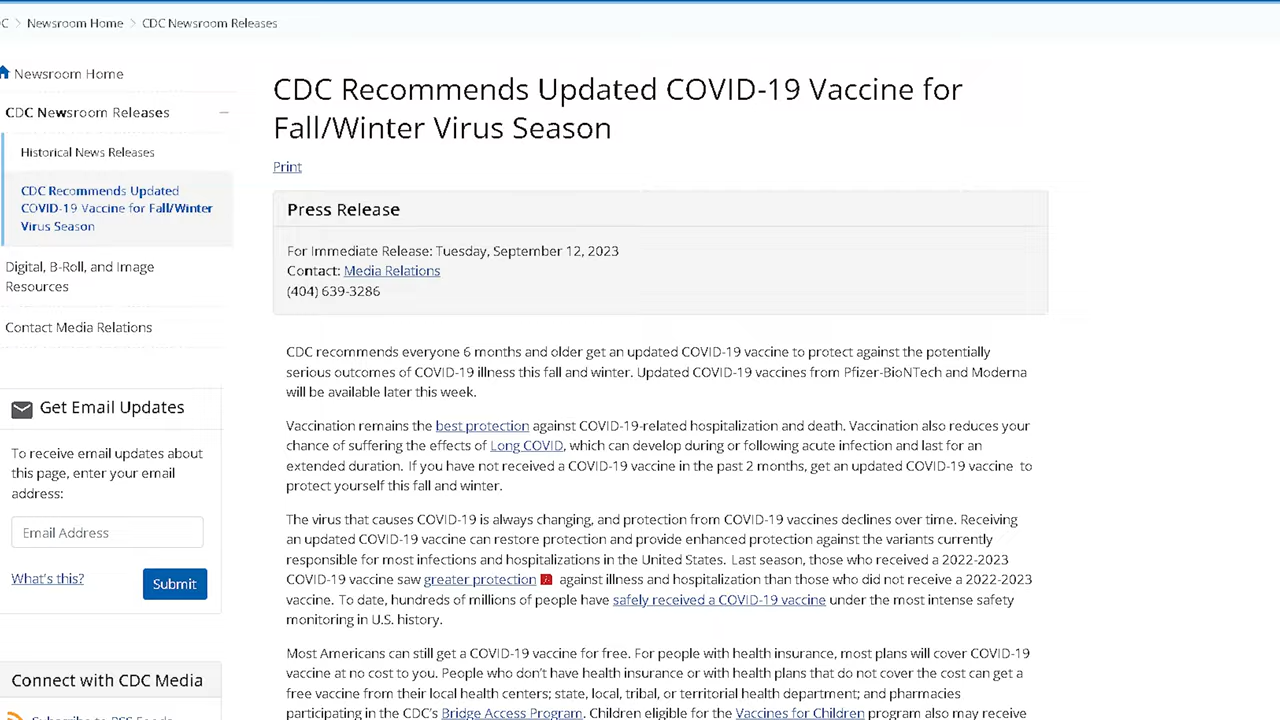 C > Newsroom Home > CDC Newsroom Releases
Newsroom Home
CDC Newsroom Releases
Historical News Releases
CDC Recommends Updated
COVID-19 Vaccine for Fall/Winter
Virus Season
Digital, B-Roll, and Image
Resources
Contact Media Relations
Get Email Updates
To receive email updates about
this page, enter your email
address:
Email Address
What's this?
Submit
Connect with CDC Media
Subscribe to RSS Feeds
CDC Recommends Updated COVID-19 Vaccine for
Fall/Winter Virus Season
Print
Press Release
For Immediate Release: Tuesday, September 12, 2023
Contact: Media Relations
(404) 639-3286
CDC recommends everyone 6 months and older get an updated COVID-19 vaccine to protect against the potentially
serious outcomes of COVID-19 illness this fall and winter. Updated COVID-19 vaccines from Pfizer-BioNTech and Moderna
will be available later this week.
Vaccination remains the best protection against COVID-19-related hospitalization and death. Vaccination also reduces your
chance of suffering the effects of Long COVID, which can develop during or following acute infection and last for an
extended duration. If you have not received a COVID-19 vaccine in the past 2 months, get an updated COVID-19 vaccine to
protect yourself this fall and winter.
The virus that causes COVID-19 is always changing, and protection from COVID-19 vaccines declines over time. Receiving
an updated COVID-19 vaccine can restore protection and provide enhanced protection against the variants currently
responsible for most infections and hospitalizations in the United States. Last season, those who received a 2022-2023
COVID-19 vaccine saw greater protection against illness and hospitalization than those who did not receive a 2022-2023
vaccine. To date, hundreds of millions of people have safely received a COVID-19 vaccine under the most intense safety
monitoring in U.S. history.
Most Americans can still get a COVID-19 vaccine for free. For people with health insurance, most plans will cover COVID-19
vaccine at no cost to you. People who don't have health insurance or with health plans that do not cover the cost can get a
free vaccine from their local health centers; state, local, tribal, or territorial health department; and pharmacies
participating in the CDC's Bridge Access Program. Children eligible for the Vaccines for Children program also may receive